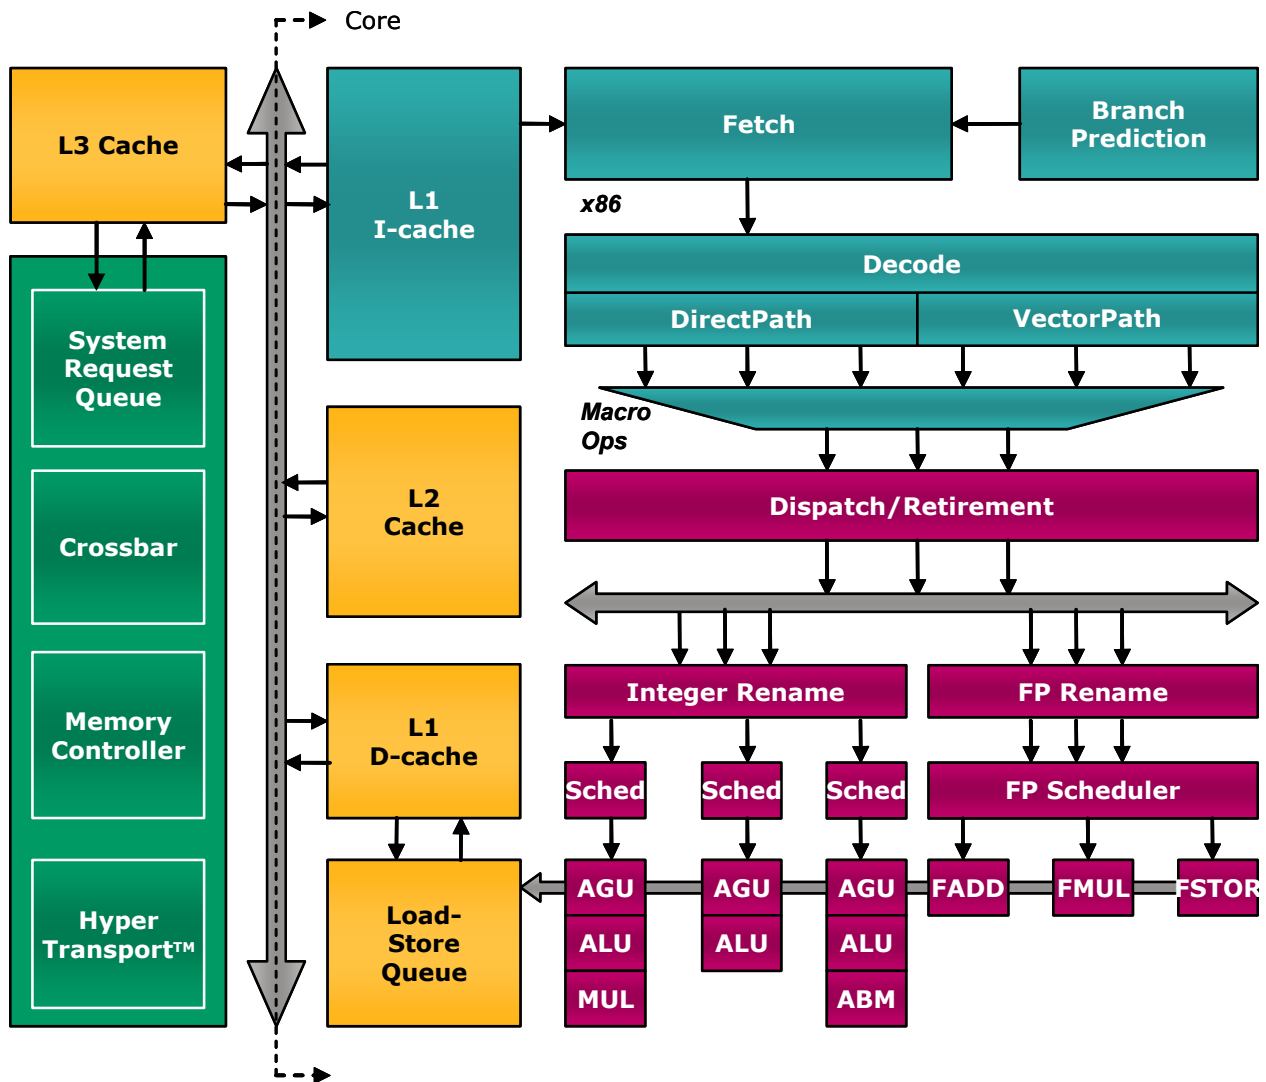 Core
L3 Cache
System
Request
Queue
Crossbar
Memory
Controller
Hyper
Transport™
L1
I-cache
L2
Cache
L1
D-cache
Load-
Store
Queue
Fetch
Branch
Prediction
x86
Decode
DirectPath
VectorPath
Macro
Ops
Dispatch/Retirement
Integer Rename
FP Rename
Sched
Sched
Sched
FP Scheduler
AGU
AGU
AGU
FADD
FMUL
FSTOR
ALU
ALU
ALU
MUL
ABM